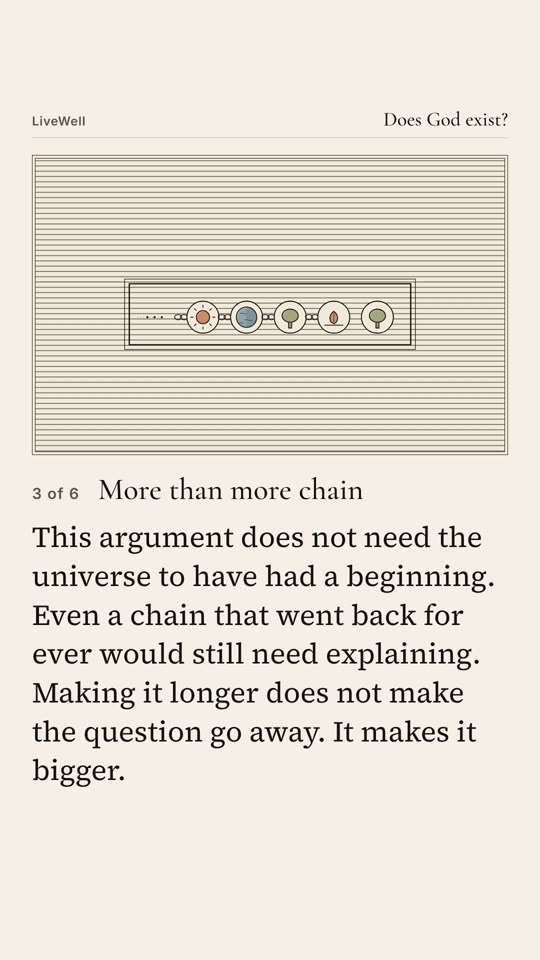 LiveWell
Does God exist?
3 of 6 More than more chain
This argument does not need the
universe to have had a beginning.
Even a chain that went back for
ever would still need explaining.
Making it longer does not make
the question go away. It makes it
bigger.